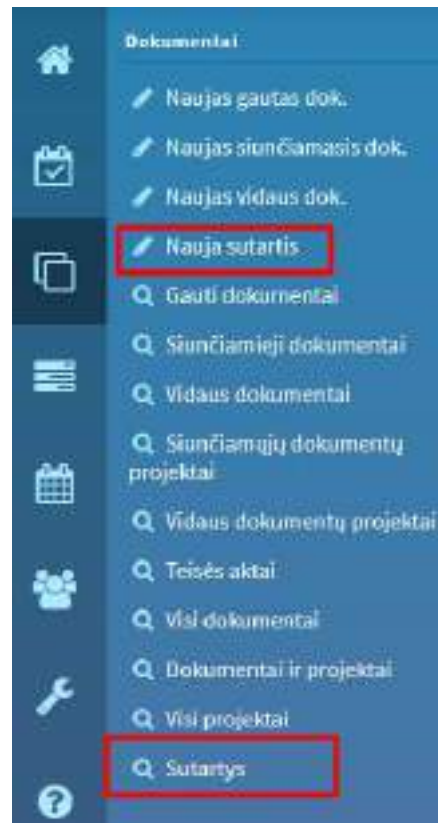 Dokumentai
Naujas gautas dok.
Naujas siunčiamasis dok.
Naujas vidaus dok.
Nauja sutartis
Gauti dokumentai
Siunčiamieji dokumentai
Vidaus dokumentai
Siunčiamųjų dokumentų
projektai
Vidaus dokumentų projektai
Teisės aktai
Visi dokumentai
Dokumentai ir projektai
Visi projektai
Sutartys